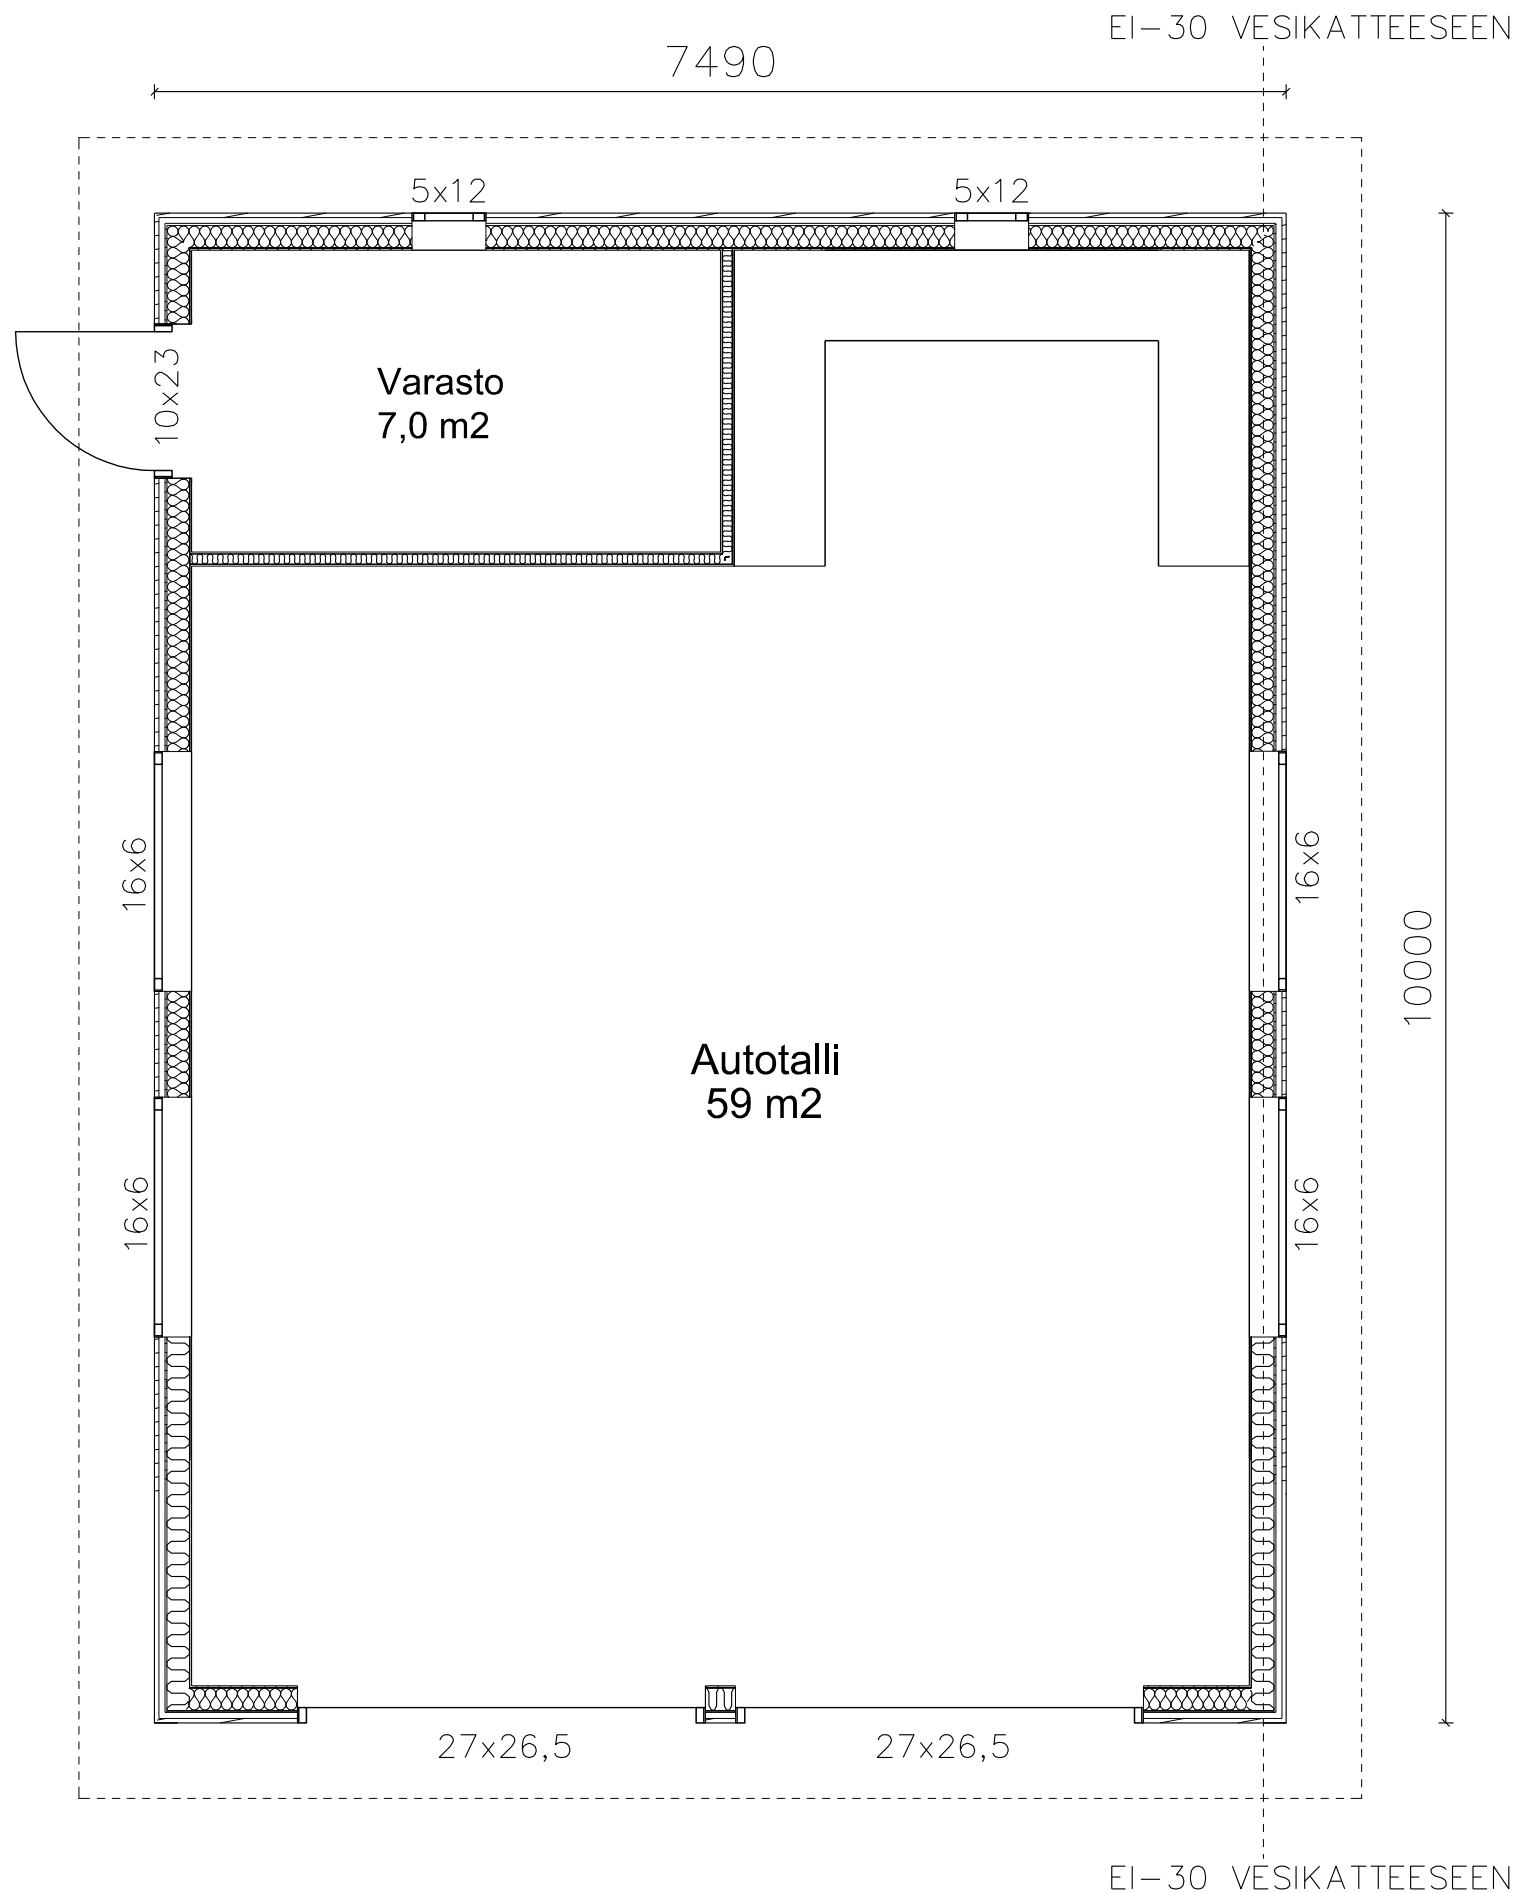 EI-30 VESIKATTEESEEN
7490
5x12
5x12
10x23
Varasto
7,0 m2
16x6
16x6
10000
Autotalli
59 m2
16x6
16x6
27x26,5
27x26,5
EI-30 VESIKATTEESEEN